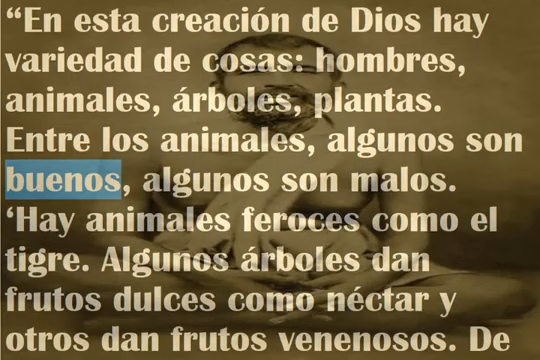 “En esta creación de Dios hay
variedad de cosas: hombres,
animales, árboles, plantas.
Entre los animales, algunos son
buenos, algunos son malos.
‘Hay animales feroces como el
tigre. Algunos árboles dan
frutos dulces como néctar y
otros dan frutos venenosos. De